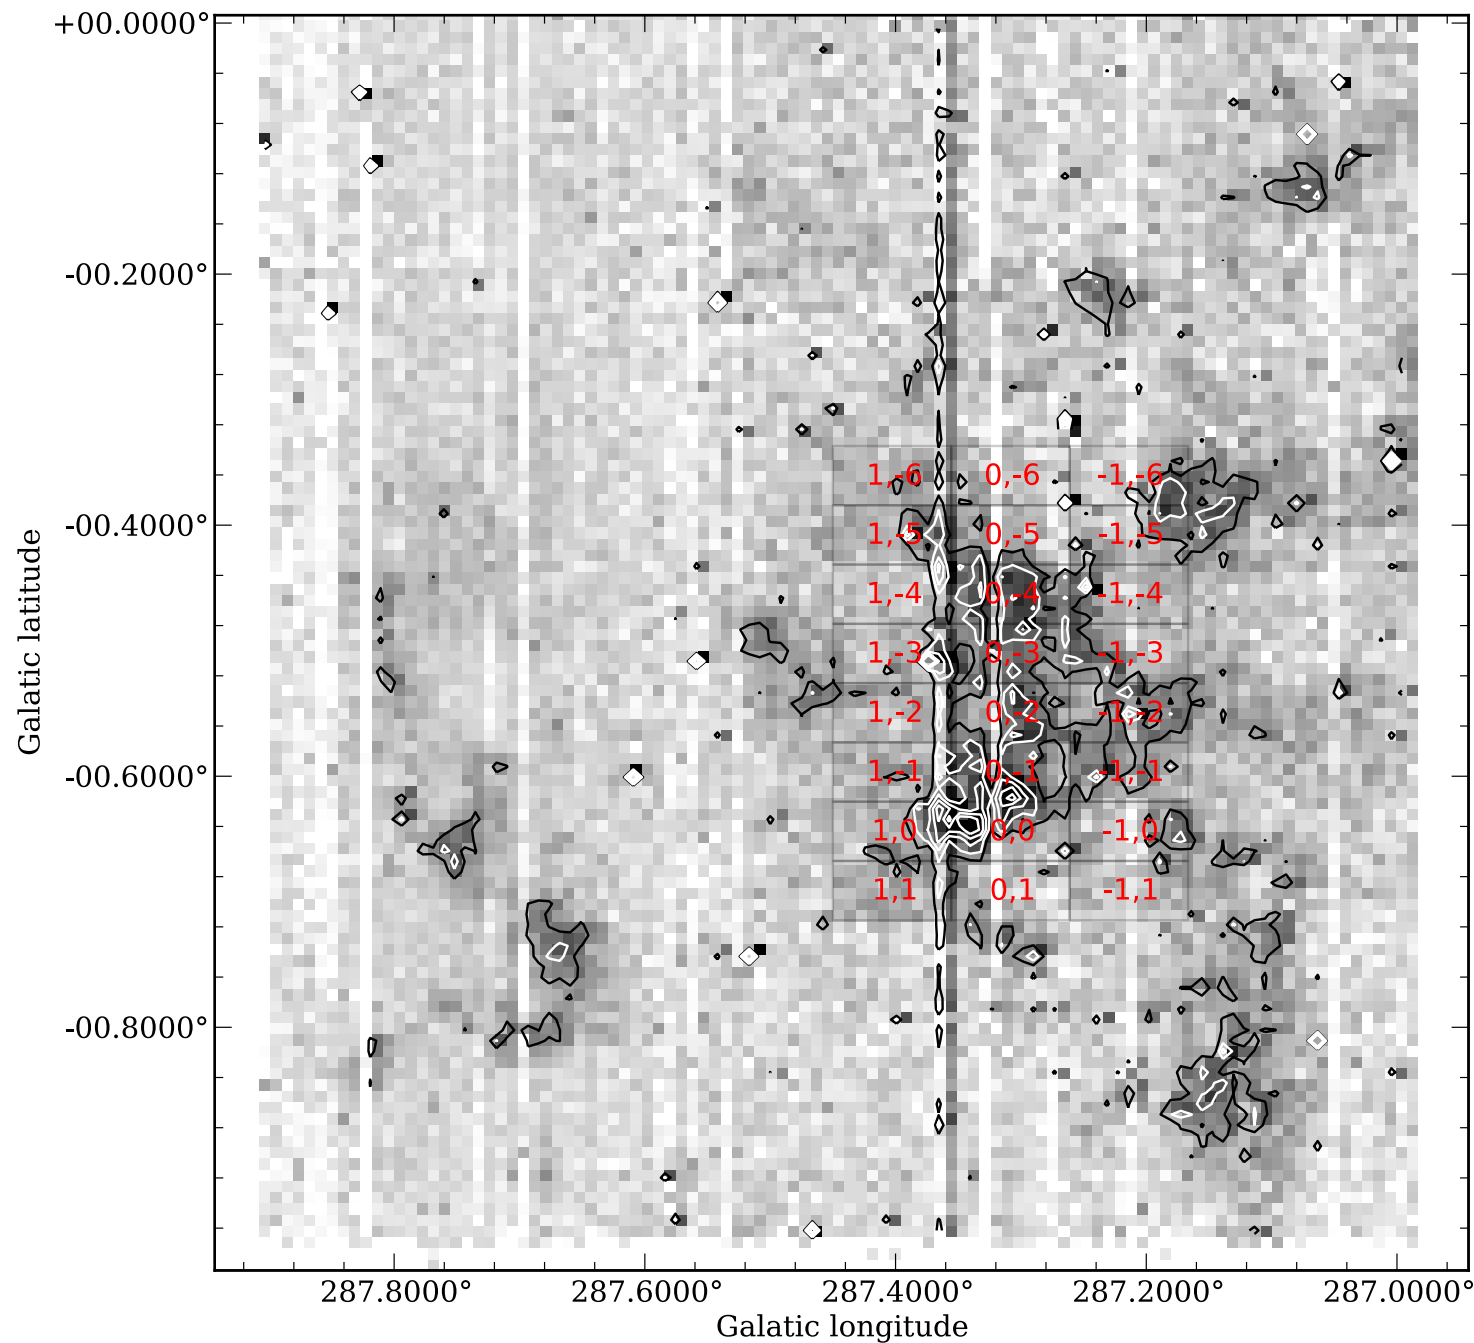 +00.0000°
-00.2000°
-00.4000°
-00.6000°
-00.8000°
Galatic latitude
1,-6 0,-6 -1,-6
1,-5 0,-5 -1,-5
1,-4 0,-4 -1,-4
1,-3 0,-3 -1,-3
1,-2 0,-2 -1,-2
1,-1 0,-1 -1,-1
1,0 0,0 -1,0
1,1 0,1 -1,1
287.8000° 287.6000° 287.4000° 287.2000° 287.0000°
Galatic longitude